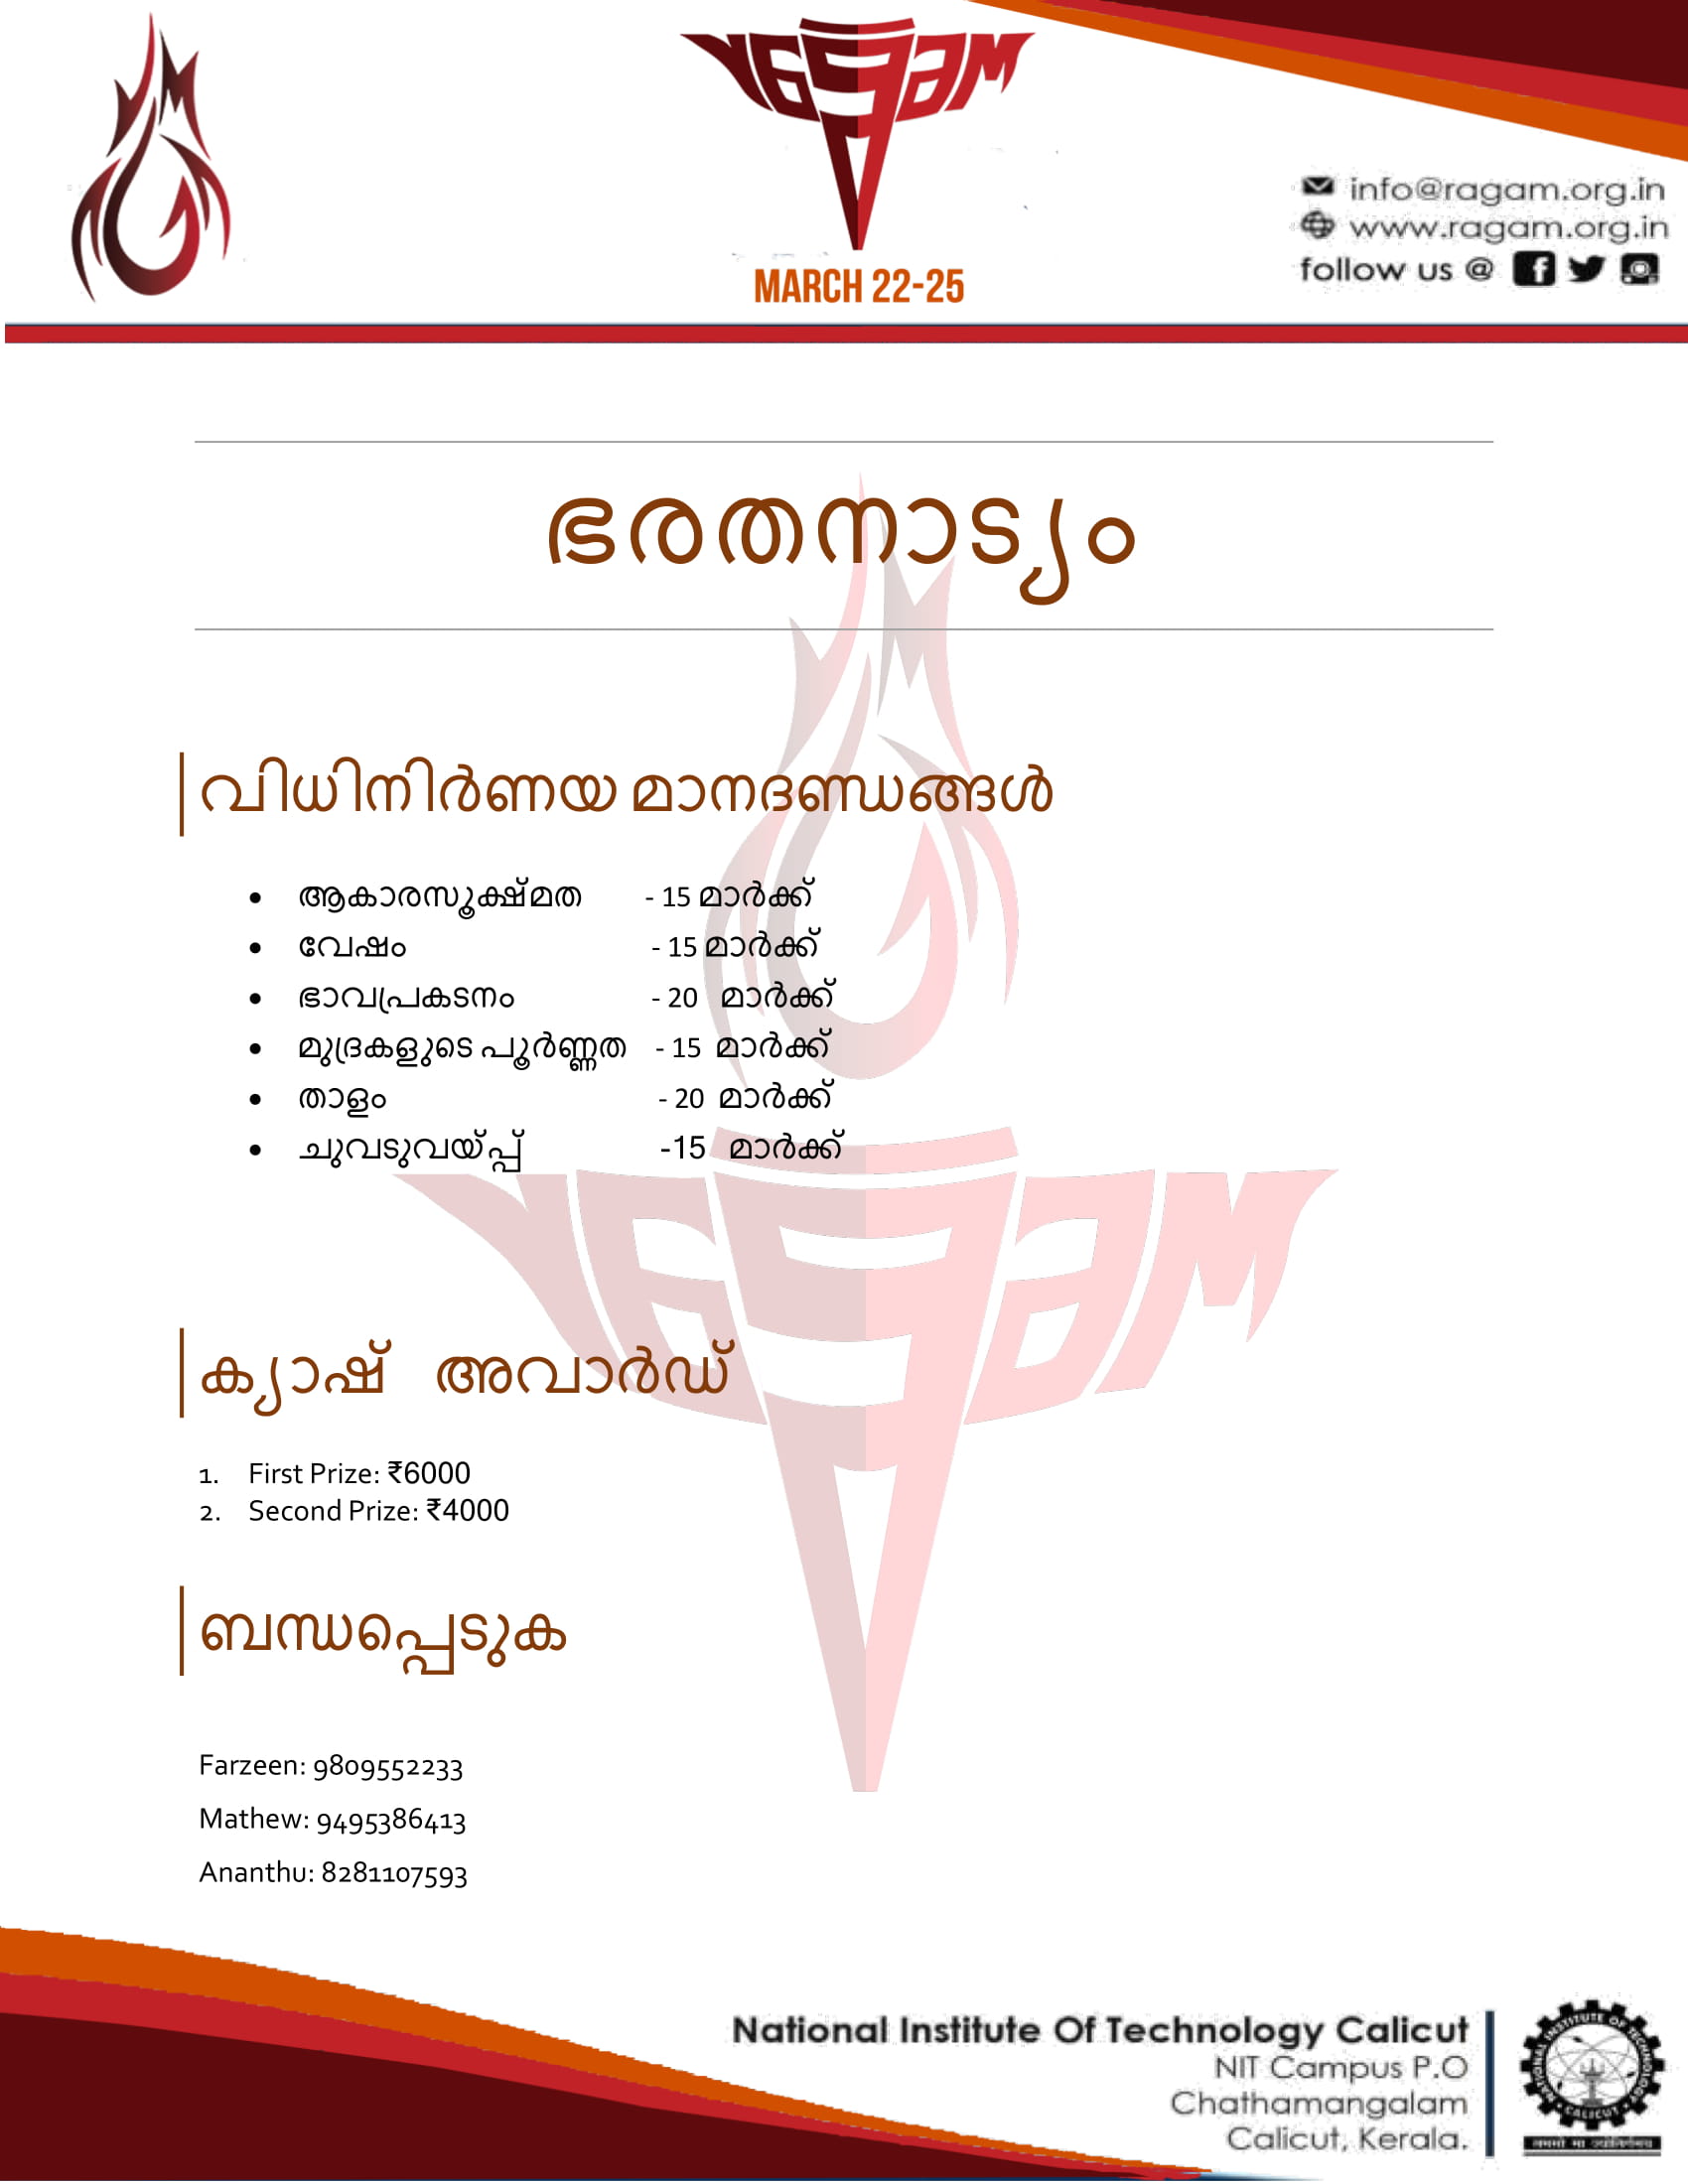 ragam
MARCH 22-25
info@ragam.org.in
www.ragam.org.in
follow us @
ഭരതനാട്യം
വിധിനിർണയ മാനദണ്ഡങ്ങൾ
• ആകാരസൂക്ഷ്മത - 15 മാർക്ക്
• വേഷം - 15 മാർക്ക്
• ഭാവപ്രകടനം - 20 മാർക്ക്
• മുദ്രകളുടെ പൂർണ്ണത - 15 മാർക്ക്
• താളം - 20 മാർക്ക്
• ചുവടുവയ്പ്പ് -15 മാർക്ക്
ക്യാഷ് അവാർഡ്
1. First Prize: ₹6000
2. Second Prize: ₹4000
ബന്ധപ്പെടുക
Farzeen: 9809552233
Mathew: 9495386413
Ananthu: 8281107593
National Institute Of Technology Calicut
NIT Campus P.O
Chathamangalam
Calicut, Kerala.